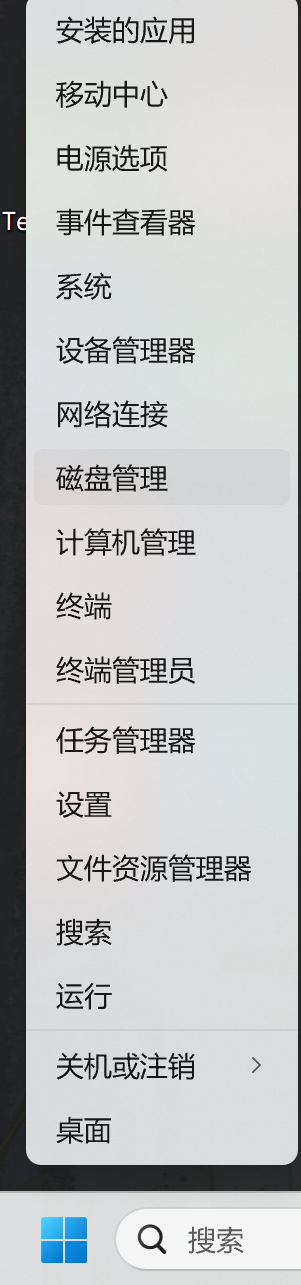 安装的应用
移动中心
电源选项
Te
事件查看器
系统
设备管理器
网络连接
磁盘管理
计算机管理
终端
终端管理员
任务管理器
设置
文件资源管理器
搜索
运行
关机或注销
桌面
搜索